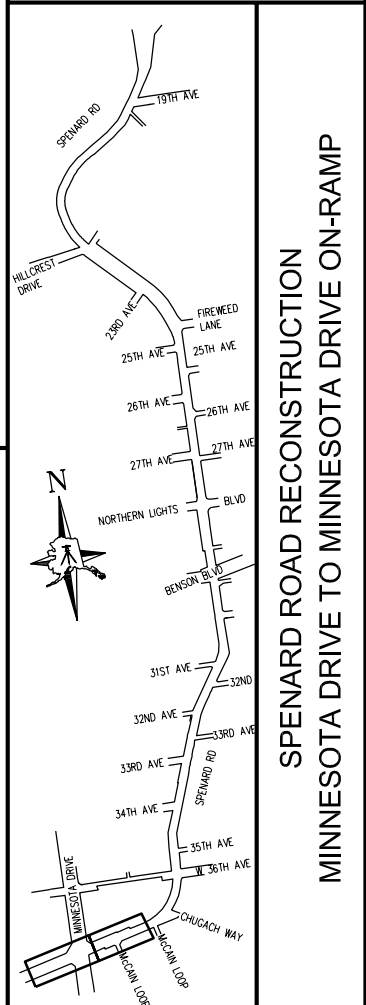 19TH AVE
SPENARD RD
HILLCREST
DRIVE
23RD AVE
FIREWEED
LANE
25TH AVE
25TH AVE
26TH AVE
26TH AVE
27TH AVE
27TH AVE
N
NORTHERN LIGHTS
BLVD
BENSON BLVD
31ST AVE
32ND
32ND AVE
33RD AVE
33RD AVE
SPENARD RD
34TH AVE
35TH AVE
W 36TH AVE
MINNESOTA DRIVE
CHUGACH WAY
McCAIN LOOP
McCAIN LOOP
SPENARD ROAD RECONSTRUCTION
MINNESOTA DRIVE TO MINNESOTA DRIVE ON-RAMP